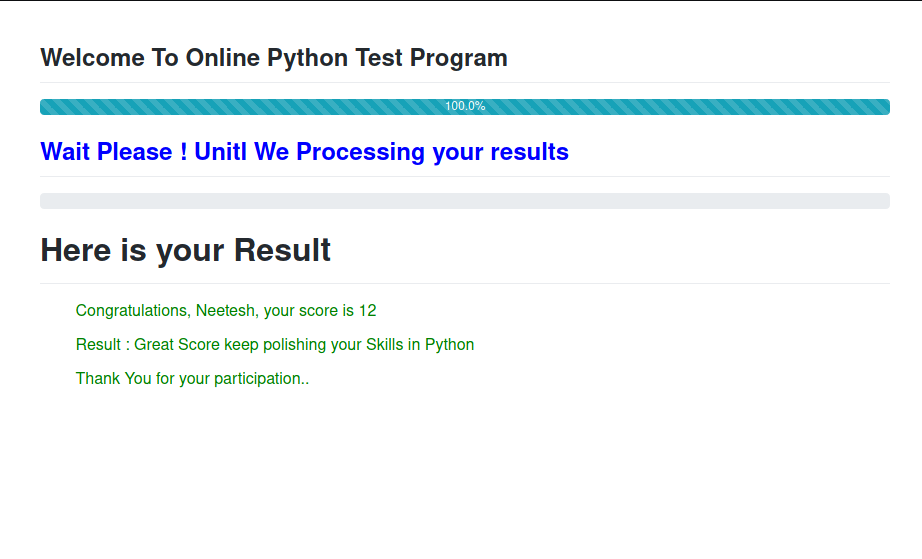 Welcome To Online Python Test Program
100.0%
Wait Please ! Unitl We Processing your results
Here is your Result
Congratulations, Neetesh, your score is 12
Result : Great Score keep polishing your Skills in Python
Thank You for your participation..